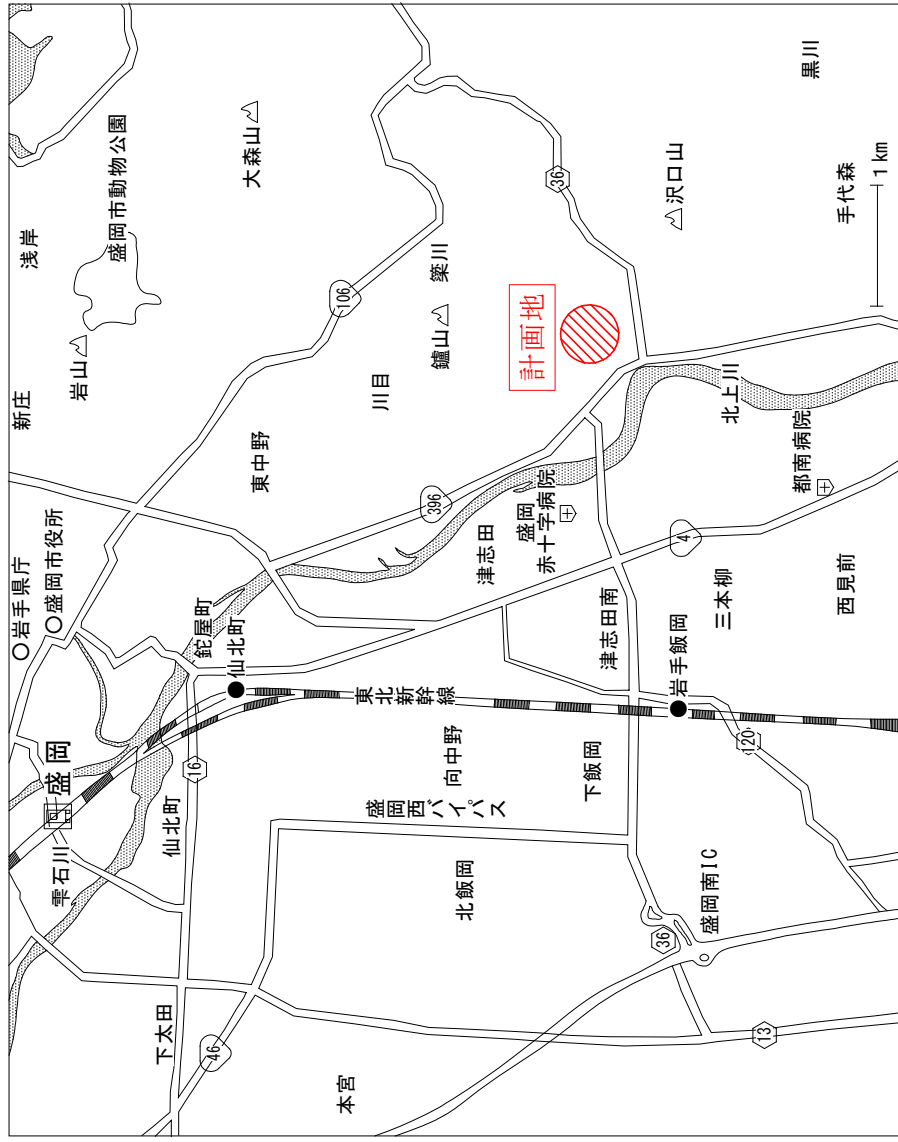 岩手県庁
盛岡市役所
新庄
岩山
浅岸
盛岡市動物公園
大森山
盛岡
雫石川
鉈屋町
仙北町
仙北町
16
東中野
106
川目
鑪山
簗川
下太田
46
本宮
東北新幹線
向中野
盛岡西バイパス
396
津志田
盛岡
赤十字病院
計画地
36
沢口山
黒川
手代森
1km
北飯岡
下飯岡
津志田南
岩手飯岡
4
三本柳
北上川
都南病院
西見前
120
36
盛岡南IC
13